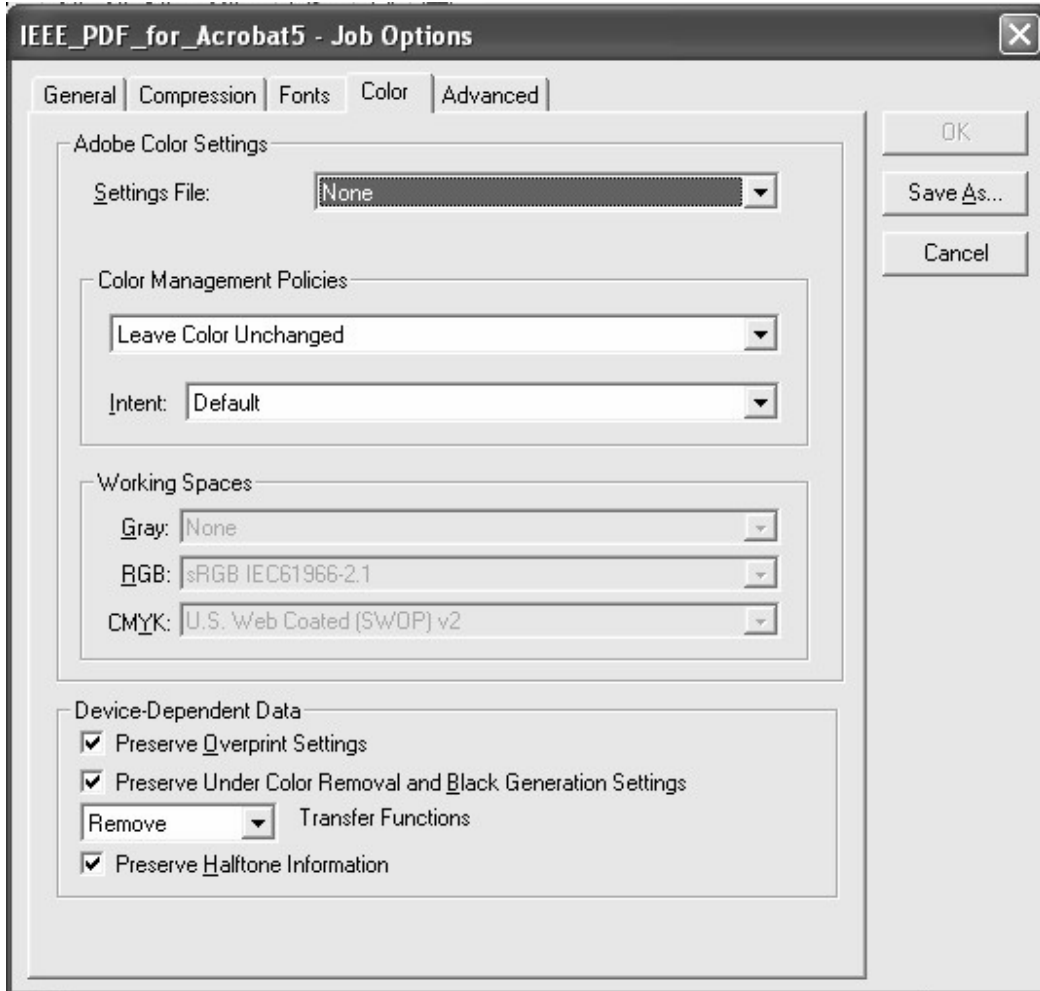 IEEE_PDF_for_Acrobat5 - Job Options
General Compression Fonts Color Advanced
OK
Adobe Color Settings
Settings File: None
Save As...
Cancel
Color Management Policies
Leave Color Unchanged
Intent: Default
Working Spaces
Gray: None
RGB: sRGB IEC61966-2.1
CMYK: U.S. Web Coated (SWOP) v2
Device-Dependent Data
Preserve Overprint Settings
Preserve Under Color Removal and Black Generation Settings
Remove Transfer Functions
Preserve Halftone Information